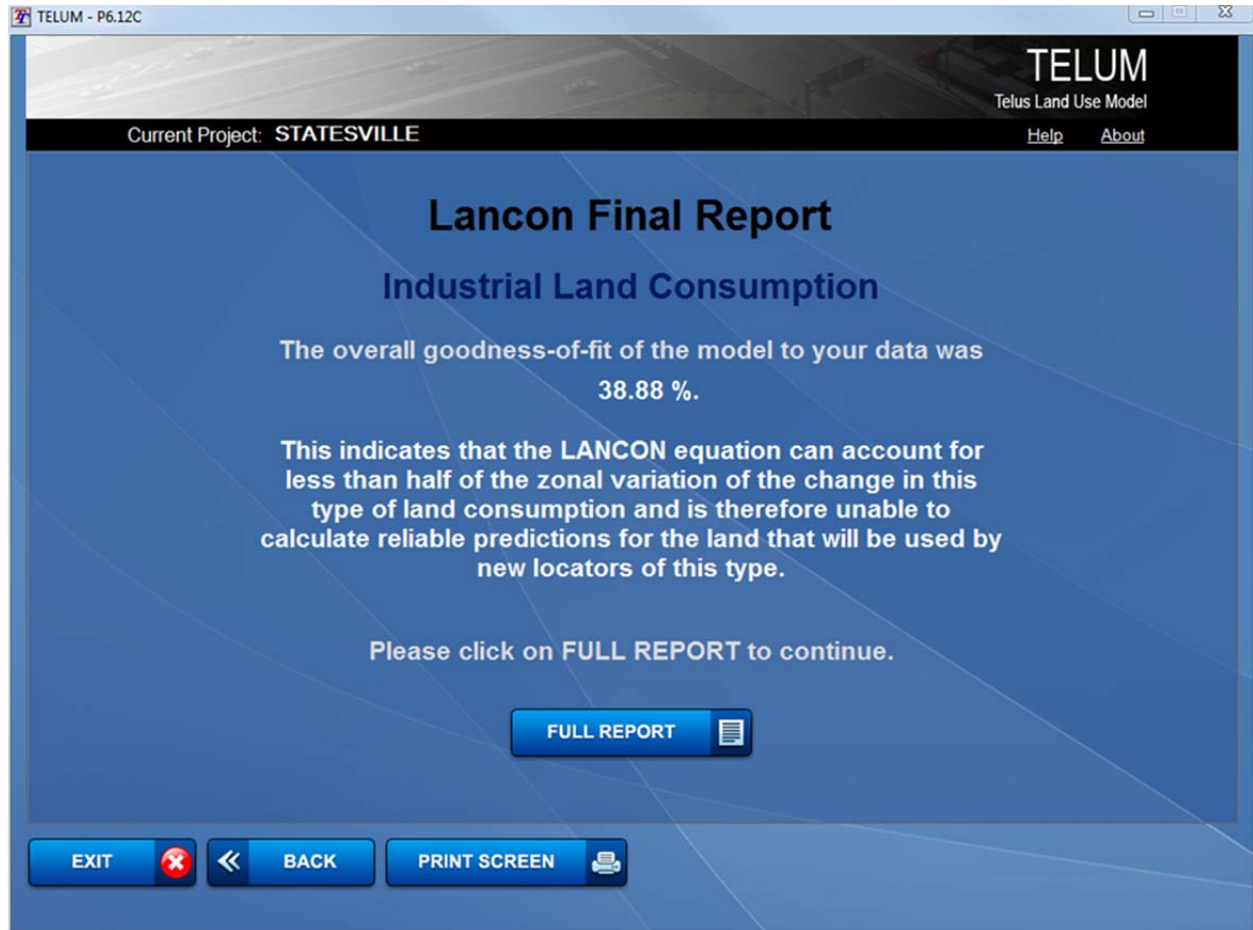 TELUM - P6.12C
TELUM
Telus Land Use Model
Current Project: STATESVILLE
Help About
Lancon Final Report
Industrial Land Consumption
The overall goodness-of-fit of the model to your data was
38.88 %.
This indicates that the LANCON equation can account for
less than half of the zonal variation of the change in this
type of land consumption and is therefore unable to
calculate reliable predictions for the land that will be used by
new locators of this type.
Please click on FULL REPORT to continue.
FULL REPORT
EXIT
BACK
PRINT SCREEN